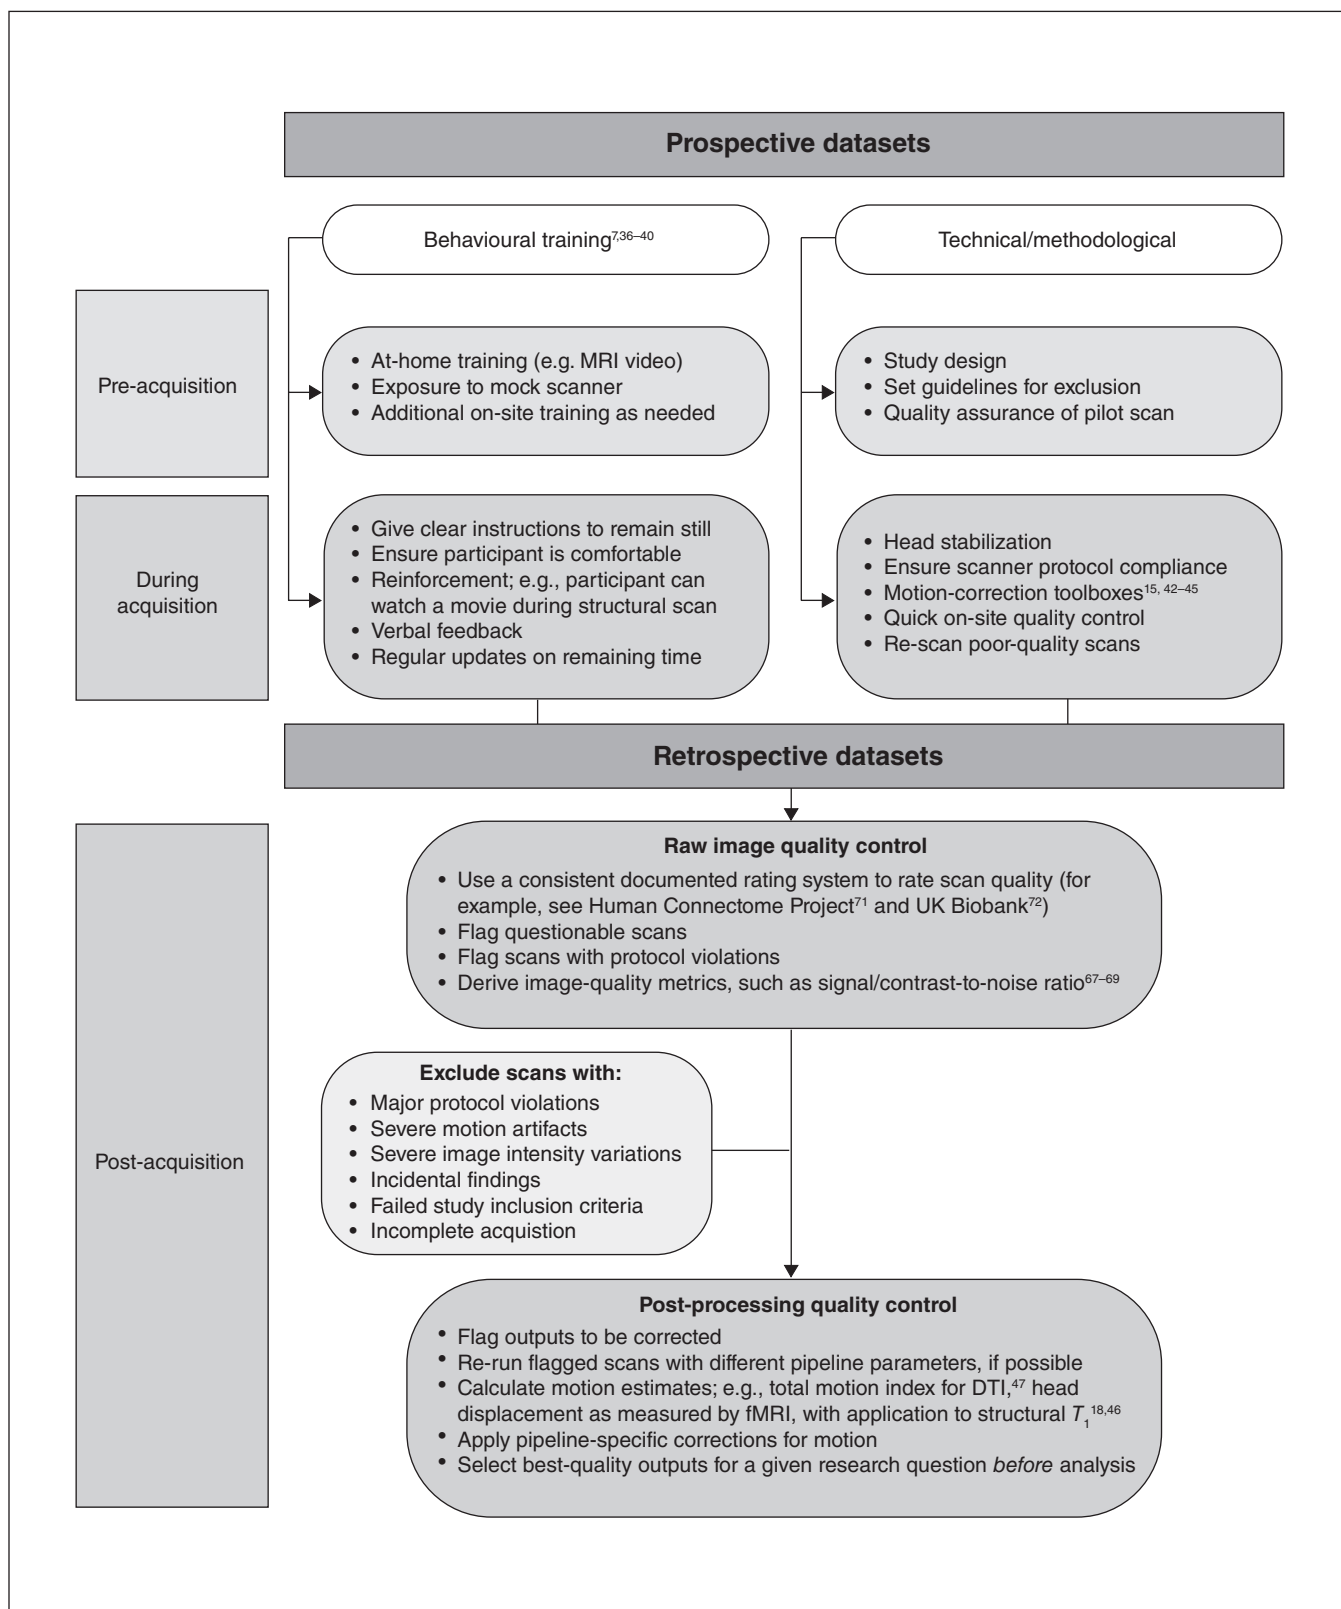 Prospective datasets
Behavioural training7,36–40
Technical/methodological
Pre-acquisition
• At-home training (e.g. MRI video)
• Exposure to mock scanner
• Additional on-site training as needed
• Study design
• Set guidelines for exclusion
• Quality assurance of pilot scan
During
acquisition
• Give clear instructions to remain still
• Ensure participant is comfortable
• Reinforcement; e.g., participant can
watch a movie during structural scan
• Verbal feedback
• Regular updates on remaining time
• Head stabilization
• Ensure scanner protocol compliance
• Motion-correction toolboxes15, 42–45
• Quick on-site quality control
• Re-scan poor-quality scans
Retrospective datasets
Post-acquisition
Raw image quality control
• Use a consistent documented rating system to rate scan quality (for
example, see Human Connectome Project71 and UK Biobank72)
• Flag questionable scans
• Flag scans with protocol violations
• Derive image-quality metrics, such as signal/contrast-to-noise ratio67–69
Exclude scans with:
• Major protocol violations
• Severe motion artifacts
• Severe image intensity variations
• Incidental findings
• Failed study inclusion criteria
• Incomplete acquistion
Post-processing quality control
• Flag outputs to be corrected
• Re-run flagged scans with different pipeline parameters, if possible
• Calculate motion estimates; e.g., total motion index for DTI,47 head
displacement as measured by fMRI, with application to structural T1 18,46
• Apply pipeline-specific corrections for motion
• Select best-quality outputs for a given research question before analysis